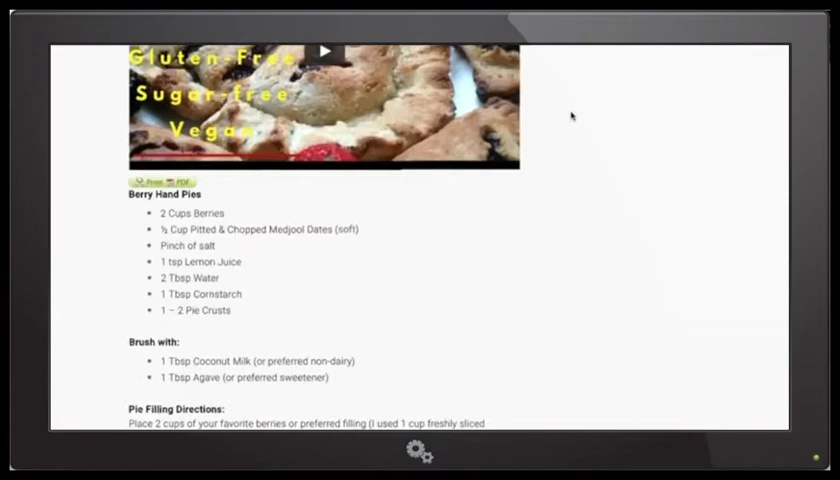 Gluten-Free
Sugar-free
Vegan
Print PDF
Berry Hand Pies
2 Cups Berries
½ Cup Pitted & Chopped Medjool Dates (soft)
Pinch of salt
1 tsp Lemon Juice
2 Tbsp Water
1 Tbsp Cornstarch
1 – 2 Pie Crusts
Brush with:
1 Tbsp Coconut Milk (or preferred non-dairy)
1 Tbsp Agave (or preferred sweetener)
Pie Filling Directions:
Place 2 cups of your favorite berries or preferred filling (I used 1 cup freshly sliced